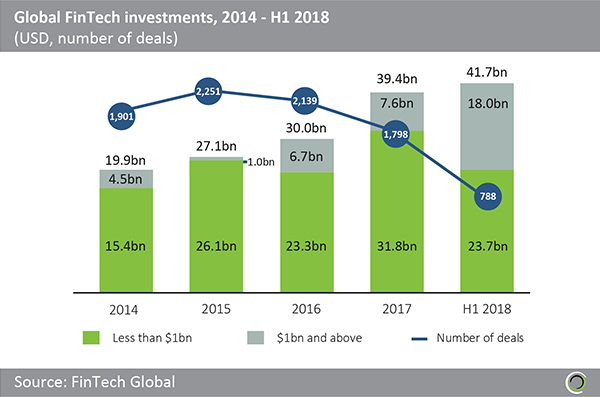 Global FinTech investments, 2014 - H1 2018
(USD, number of deals)
41.7bn
39.4bn
2,251
7.6bn
18.0bn
2,139
1,901
30.0bn
1,798
27.1bn
19.9bn
1.0bn
6.7bn
4.5bn
788
15.4bn 26.1bn 23.3bn 31.8bn 23.7bn
2014 2015 2016 2017 H1 2018
Less than $1bn $1bn and above Number of deals
Source: FinTech Global